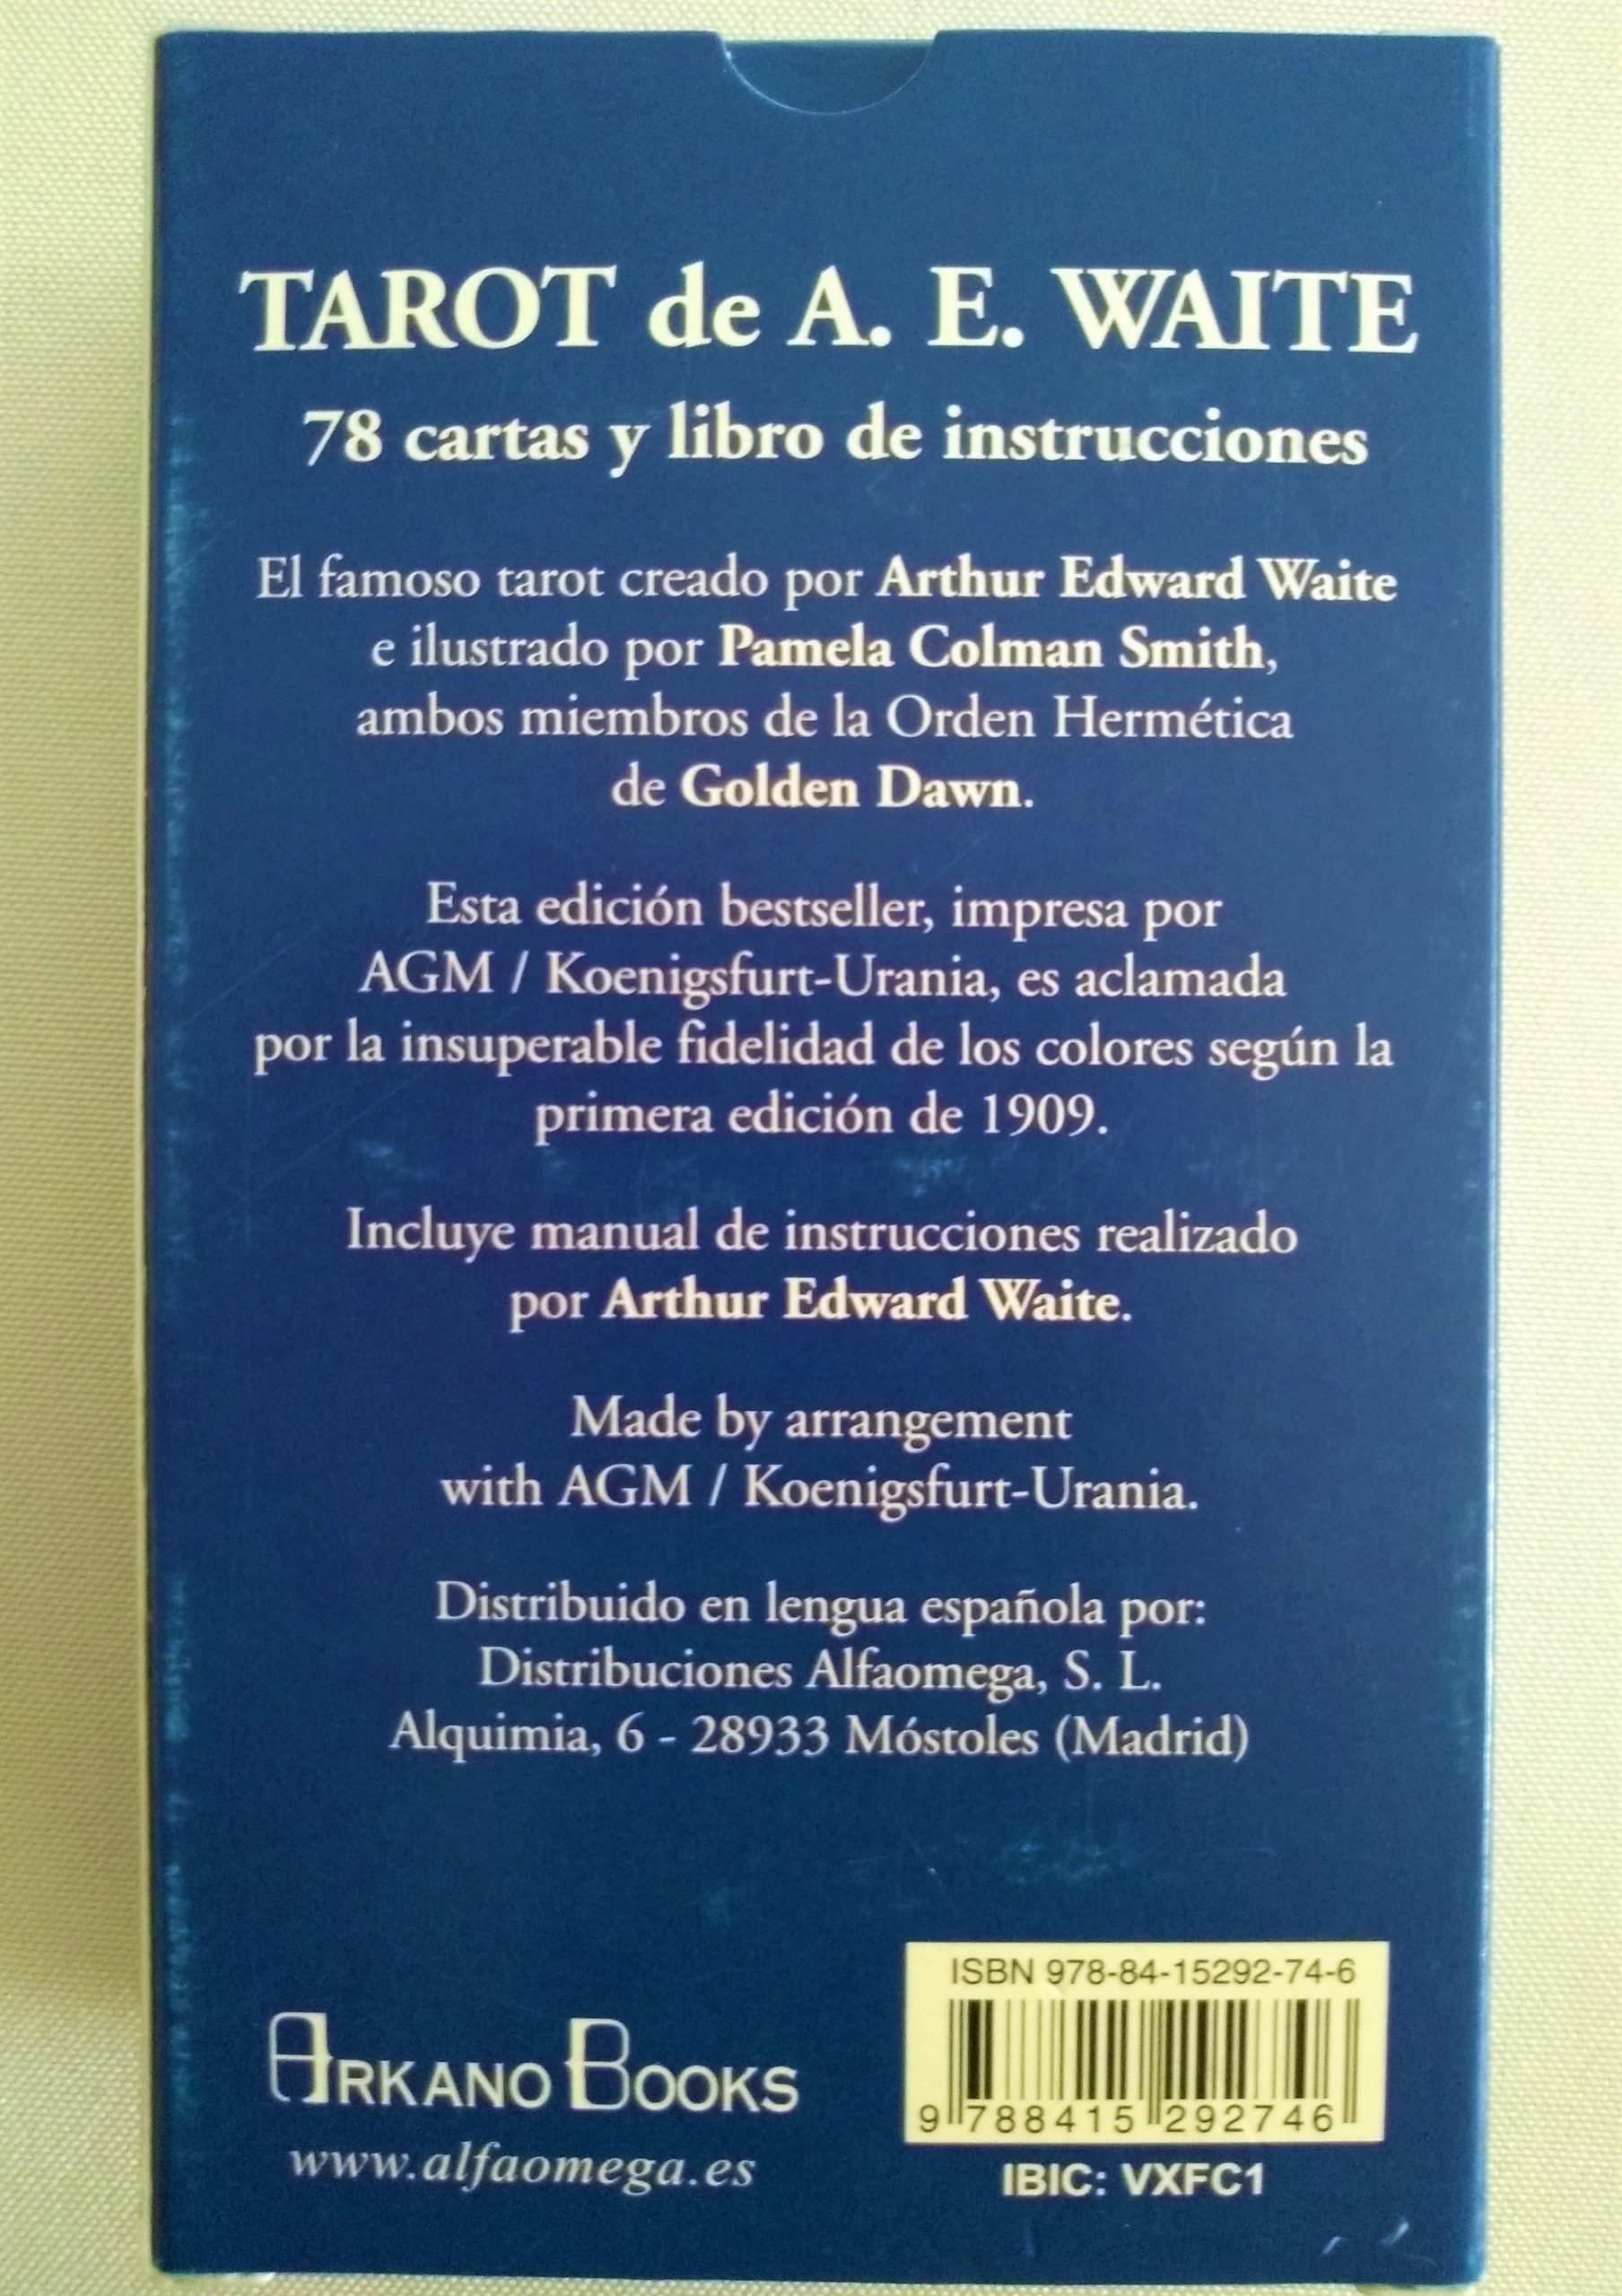 TAROT de A. E. WAITE
78 cartas y libro de instrucciones
El famoso tarot creado por Arthur Edward Waite
e ilustrado por Pamela Colman Smith,
ambos miembros de la Orden Hermética
de Golden Dawn.
Esta edición bestseller, impresa por
AGM / Koenigsfurt-Urania, es aclamada
por la insuperable fidelidad de los colores según la
primera edición de 1909.
Incluye manual de instrucciones realizado
por Arthur Edward Waite.
Made by arrangement
with AGM / Koenigsfurt-Urania.
Distribuido en lengua española por:
Distribuciones Alfaomega, S. L.
Alquimia, 6 - 28933 Móstoles (Madrid)
ARKANO BOOKS
www.alfaomega.es
ISBN 978-84-15292-74-6
9 788415 292746
IBIC: VXFC1